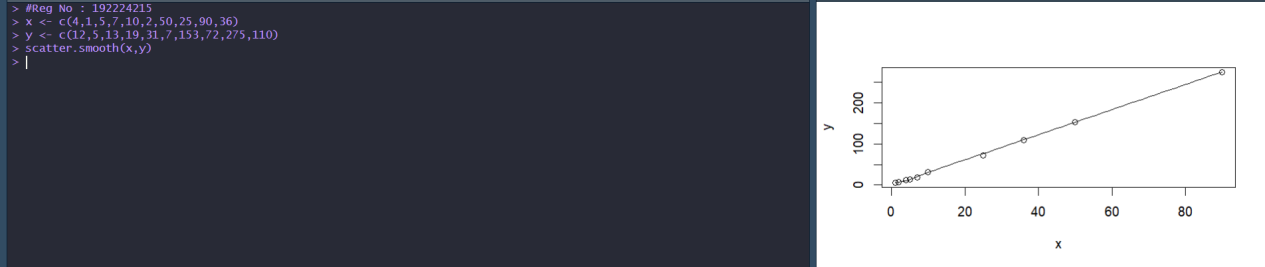 > #Reg No : 192224215
> x <- c(4,1,5,7,10,2,50,25,90,36)
> y <- c(12,5,13,19,31,7,153,72,275,110)
> scatter.smooth(x,y)
>
y
200
100
0
0 20 40 60 80
x